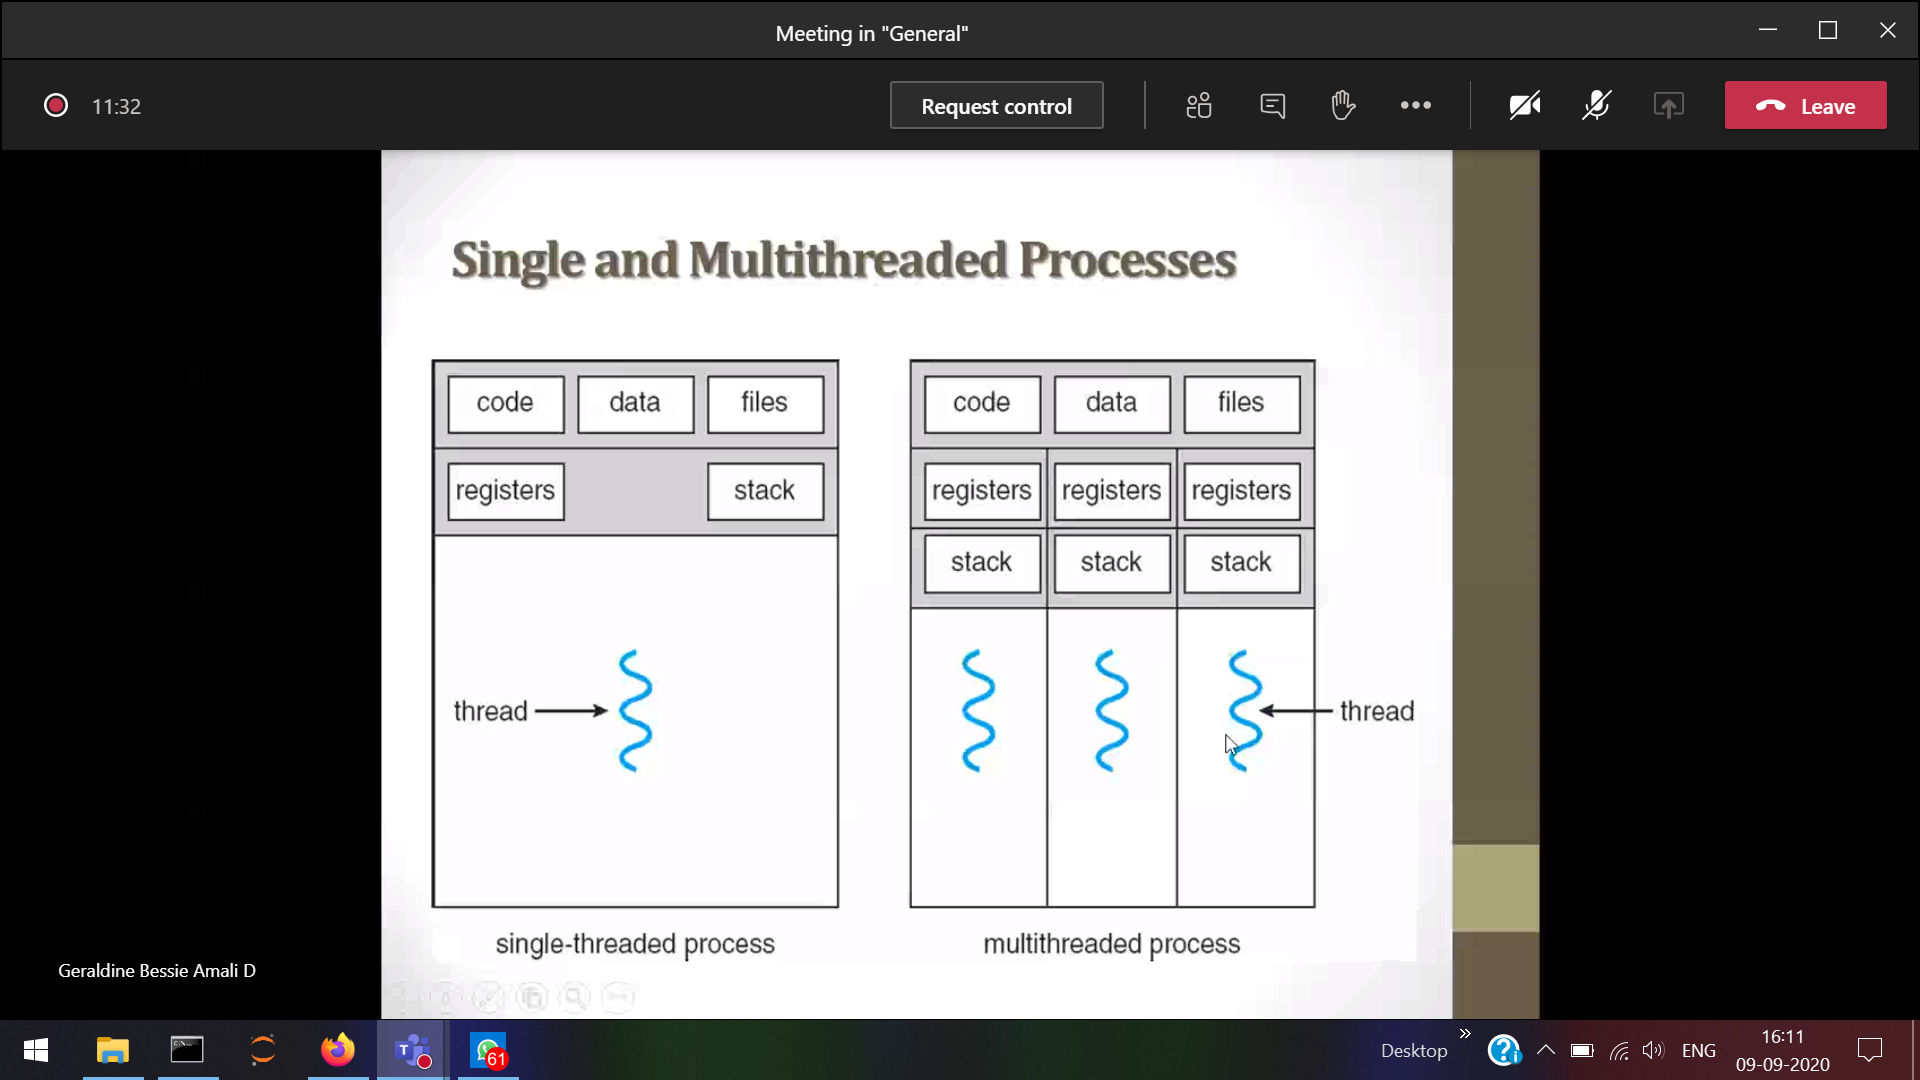 Meeting in "General"
11:32
Request control
Leave
Single and Multithreaded Processes
code data files
registers stack
thread
single-threaded process
code data files
registers registers registers
stack stack stack
thread
multithreaded process
Geraldine Bessie Amali D
61
Desktop
ENG
16:11
09-09-2020